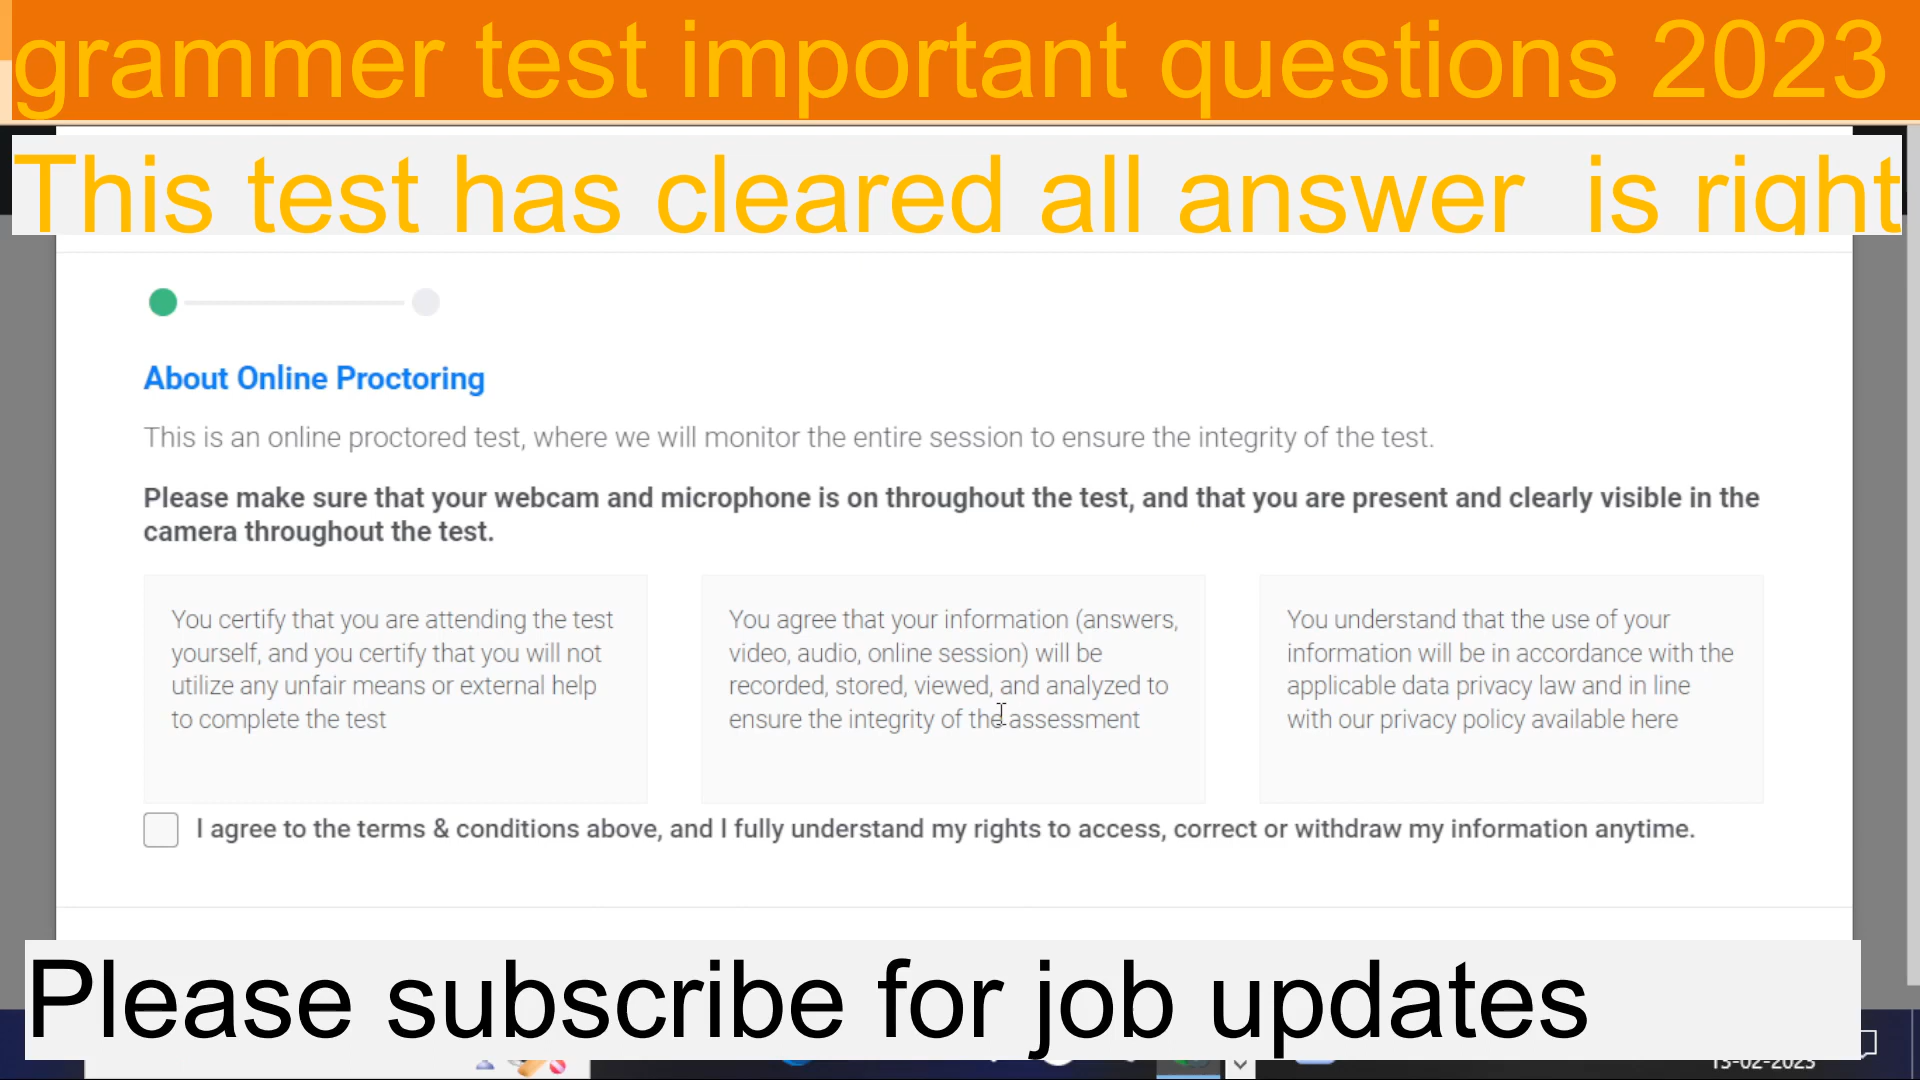 grammer test important questions 2023
This test has cleared all answer  is right
About Online Proctoring
This is an online proctored test, where we will monitor the entire session to ensure the integrity of the test.
Please make sure that your webcam and microphone is on throughout the test, and that you are present and clearly visible in the
camera throughout the test.
You certify that you are attending the test
yourself, and you certify that you will not
utilize any unfair means or external help
to complete the test
You agree that your information (answers,
video, audio, online session) will be
recorded, stored, viewed, and analyzed to
ensure the integrity of the assessment
You understand that the use of your
information will be in accordance with the
applicable data privacy law and in line
with our privacy policy available here
I agree to the terms & conditions above, and I fully understand my rights to access, correct or withdraw my information anytime.
Please subscribe for job updates
13-02-2023